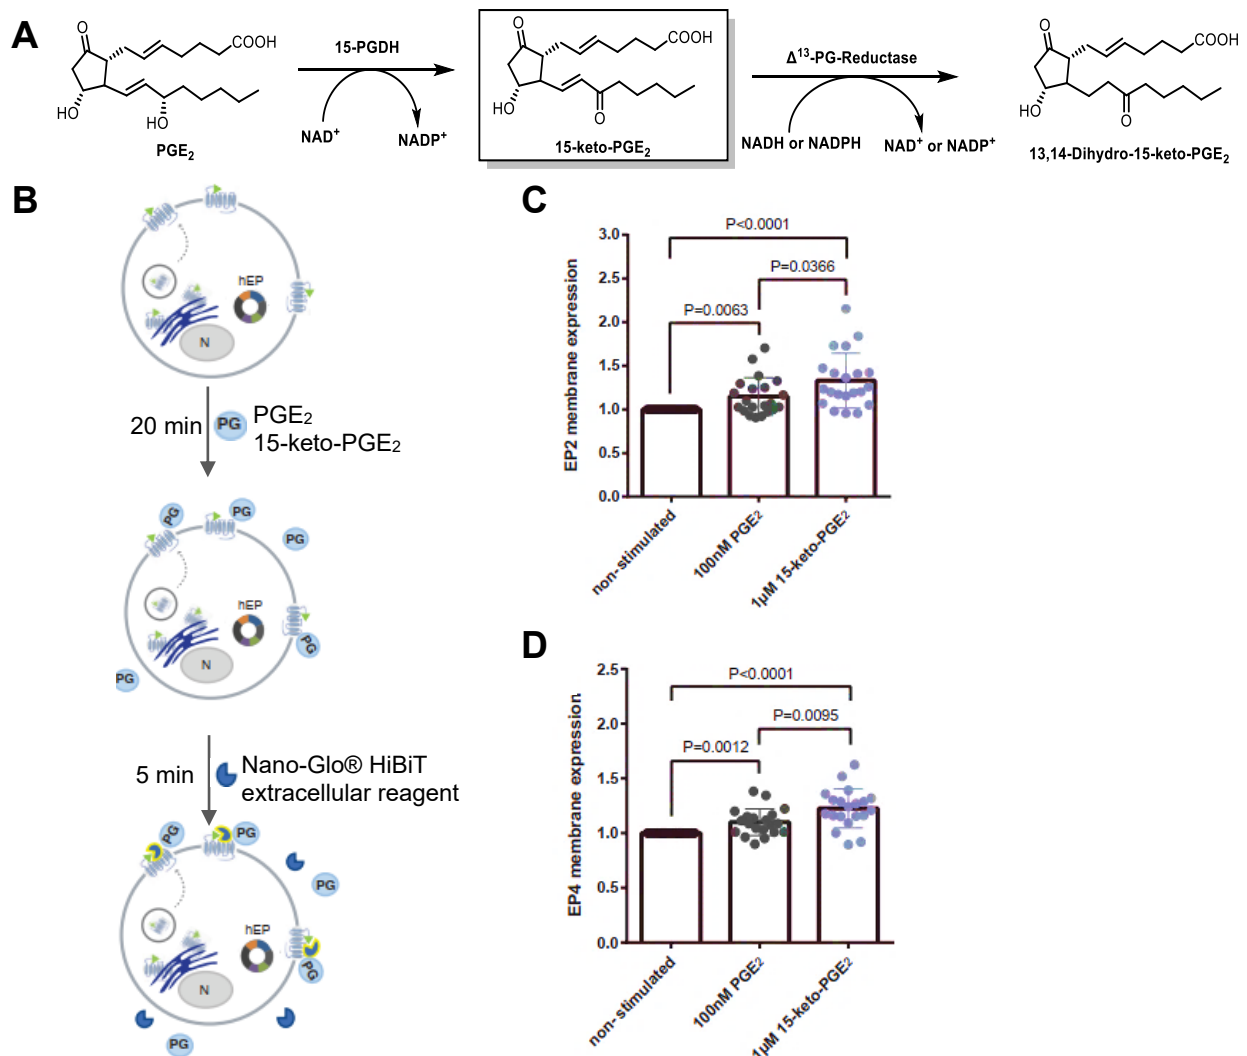 A
O
COOH
HO
HO
PGE2
15-PGDH
NAD+
NADP+
O
COOH
HO
O
15-keto-PGE2
Δ13-PG-Reductase
NADH or NADPH
NAD+ or NADP+
O
COOH
HO
O
13,14-Dihydro-15-keto-PGE2
B
hEP
N
20 min
PG
PGE2
15-keto-PGE2
PG
PG
PG
hEP
PG
N
PG
5 min
Nano-Glo® HiBiT
extracellular reagent
PG
PG
PG
hEP
PG
N
PG
C
EP2 membrane expression
3.0
2.5
2.0
1.5
1.0
0.5
0.0
P<0.0001
P=0.0366
P=0.0063
non-stimulated
100nM PGE2
1µM 15-keto-PGE2
D
EP4 membrane expression
2.5
2.0
1.5
1.0
0.5
0.0
P<0.0001
P=0.0095
P=0.0012
non-stimulated
100nM PGE2
1µM 15-keto-PGE2